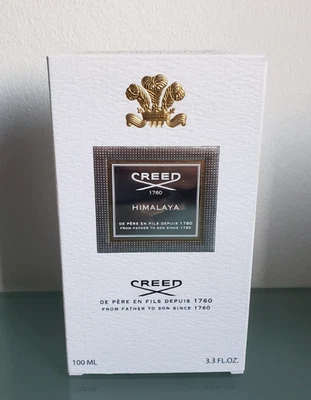 CREED
1760
HIMALAYA
DE PÈRE EN FILS DEPUIS 1760
FROM FATHER TO SON SINCE 1760
CREED
DE PÈRE EN FILS DEPUIS 1760
FROM FATHER TO SON SINCE 1760
100 ML 3.3 FL.OZ.